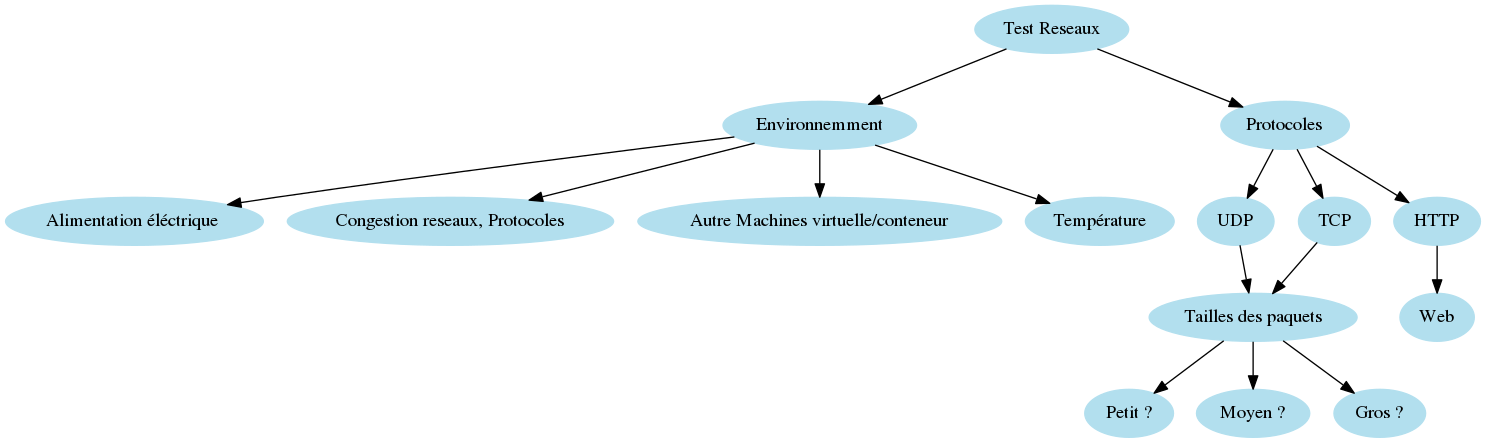 Test Reseaux
Environnemment
Protocoles
Alimentation éléctrique
Congestion reseaux, Protocoles
Autre Machines virtuelle/conteneur
Température
UDP
TCP
HTTP
Tailles des paquets
Web
Petit ?
Moyen ?
Gros ?